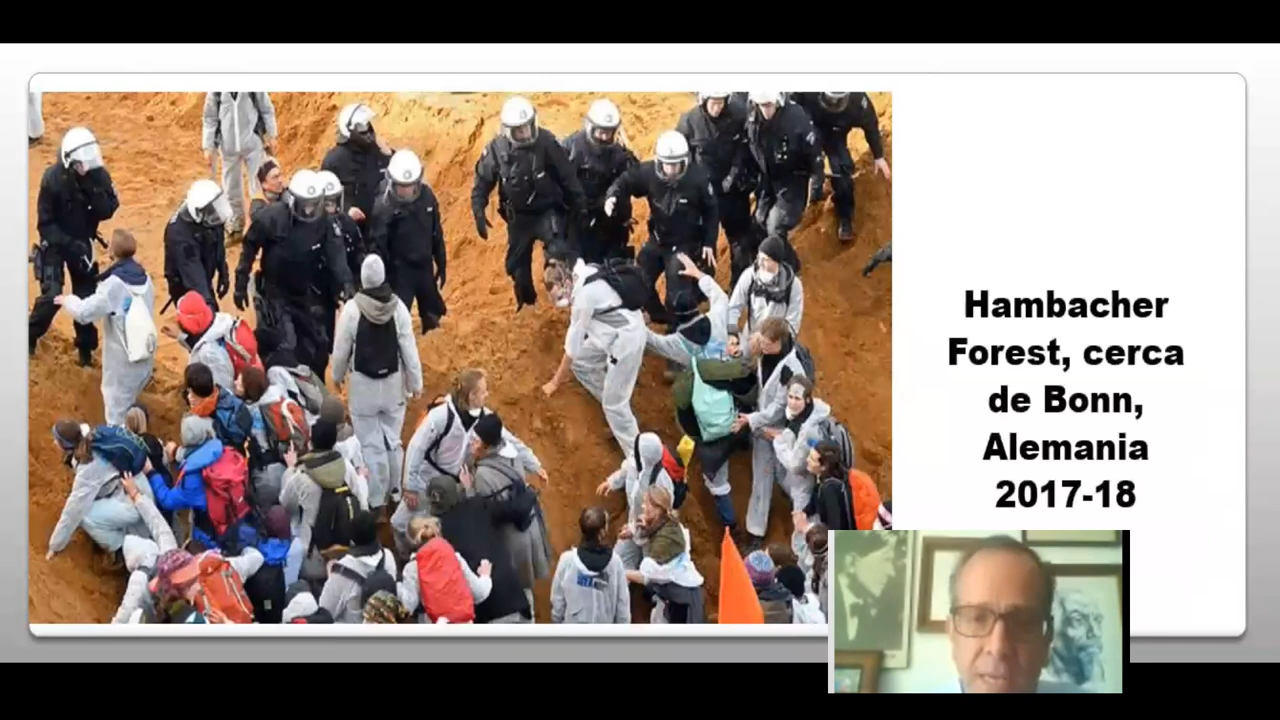 Hambacher
Forest, cerca
de Bonn,
Alemania
2017-18